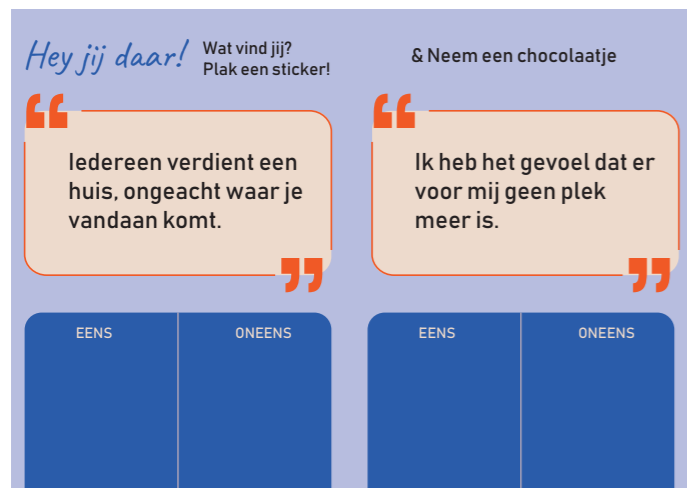 Hey jij daar!
Wat vind jij?
Plak een sticker!
& Neem een chocolaatje
“
Iedereen verdient een
huis, ongeacht waar je
vandaan komt.
”
“
Ik heb het gevoel dat er
voor mij geen plek
meer is.
”
EENS ONEENS
EENS ONEENS